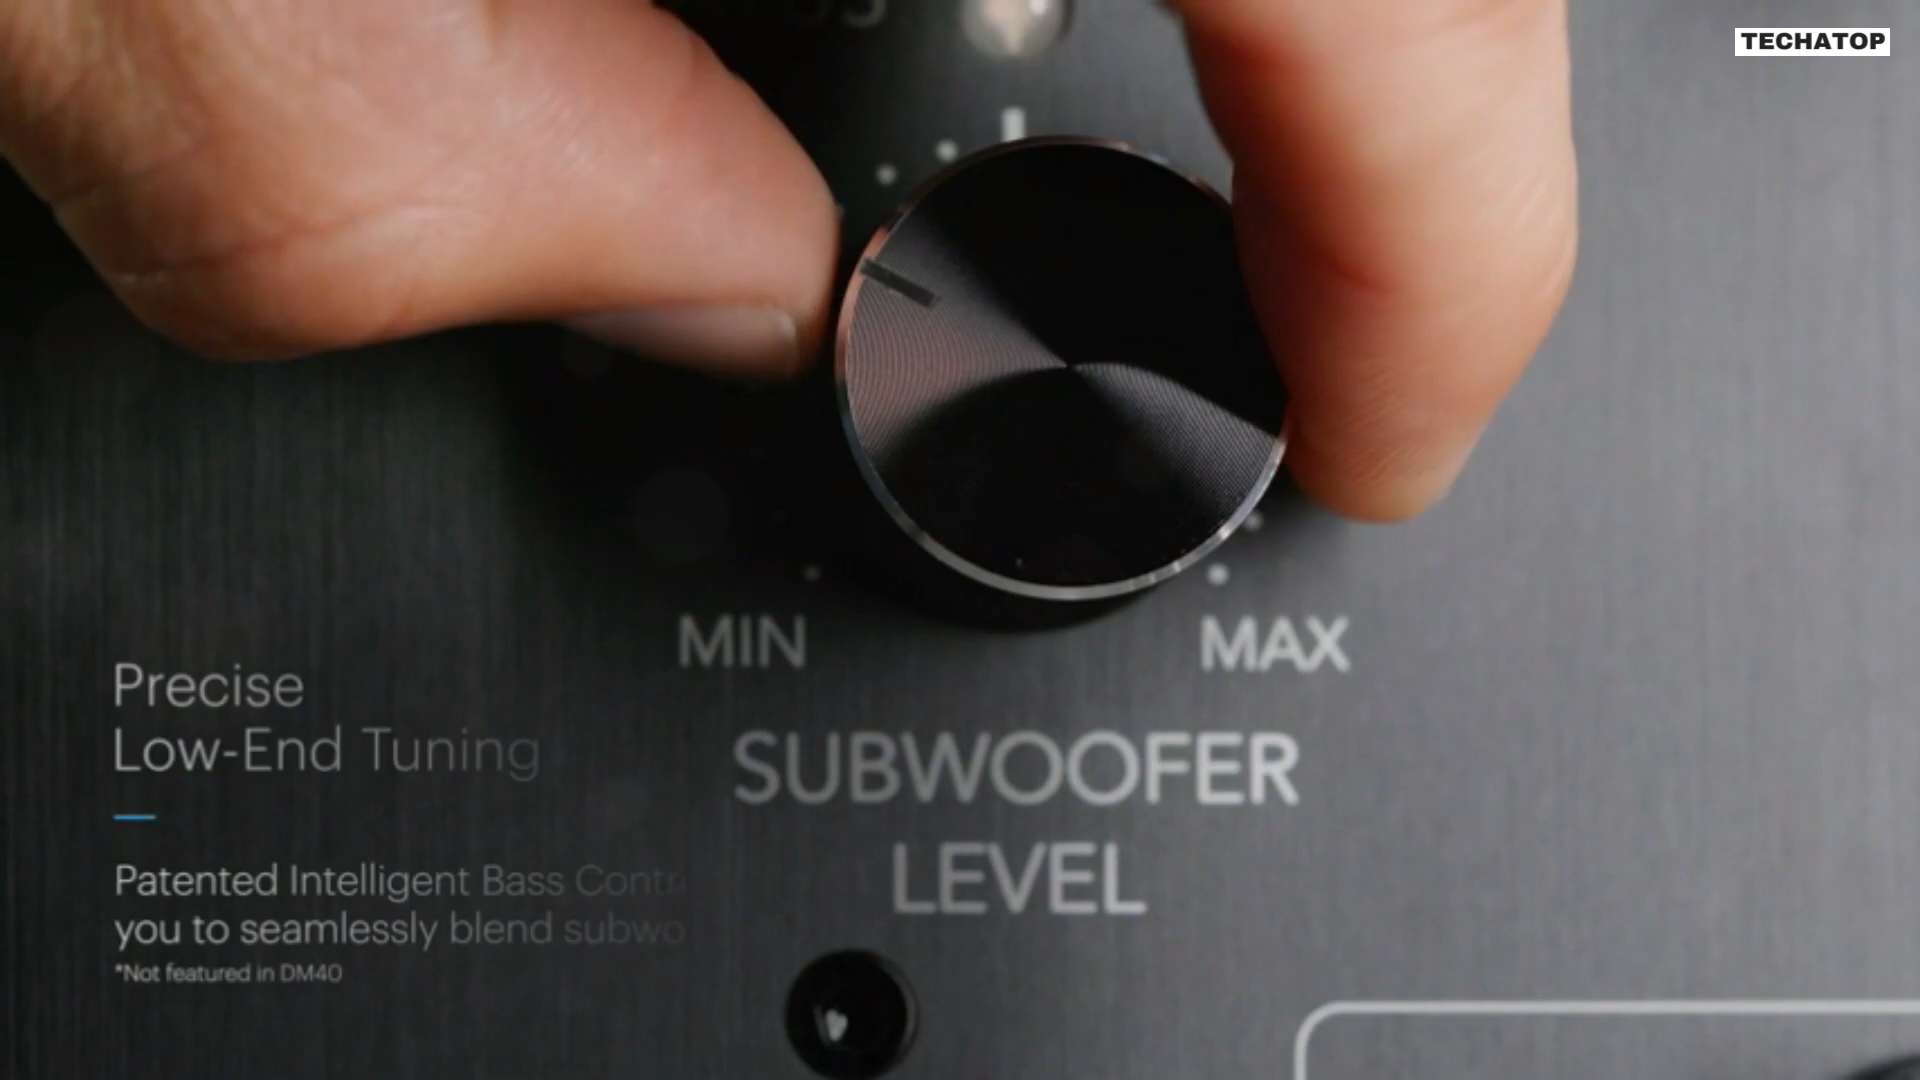 TECHATOP
MIN
MAX
SUBWOOFER
LEVEL
Precise
Low-End Tuning
Patented Intelligent Bass
you to seamlessly blend
*Not featured in DM40